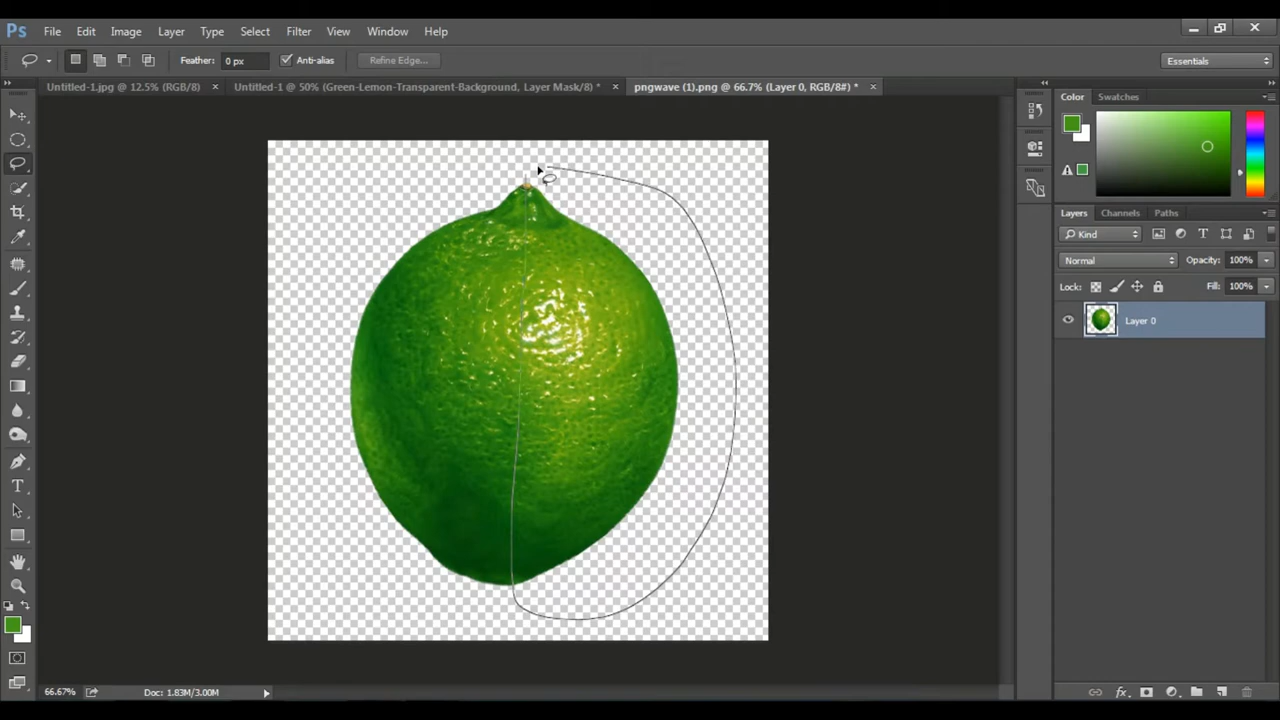 Ps File Edit Image Layer Type Select Filter View Window Help
Feather: 0 px Anti-alias Refine Edge... Essentials
Untitled-1.jpg @ 12.5% (RGB/8) × Untitled-1 @ 50% (Green-Lemon-Transparent-Background, Layer Mask/8) * × pngwave (1).png @ 66.7% (Layer 0, RGB/8#) * ×
Color Swatches
Layers Channels Paths
Kind T
Normal Opacity: 100%
Lock: Fill: 100%
Layer 0
T
66.67% Doc: 1.83M/3.00M
fx